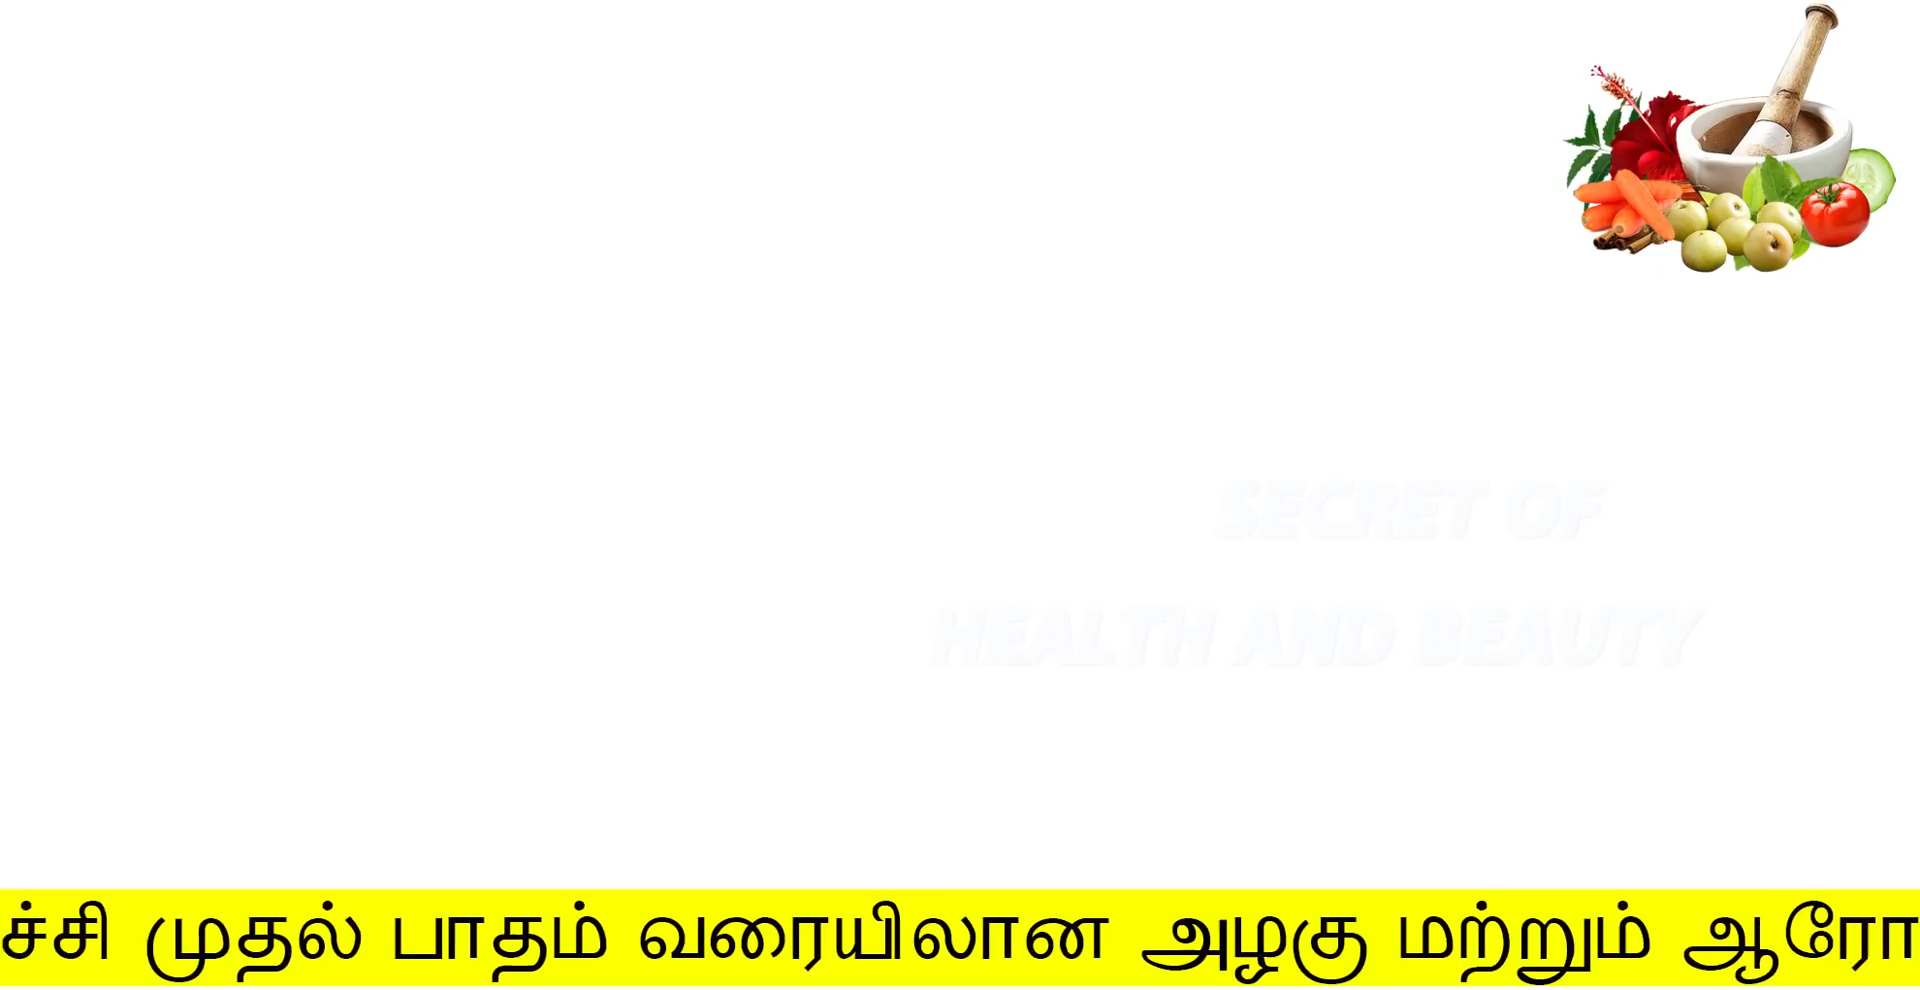 SECRET OF
HEALTH AND BEAUTY
ச்சி முதல் பாதம் வரையிலான அழகு மற்றும் ஆரோ